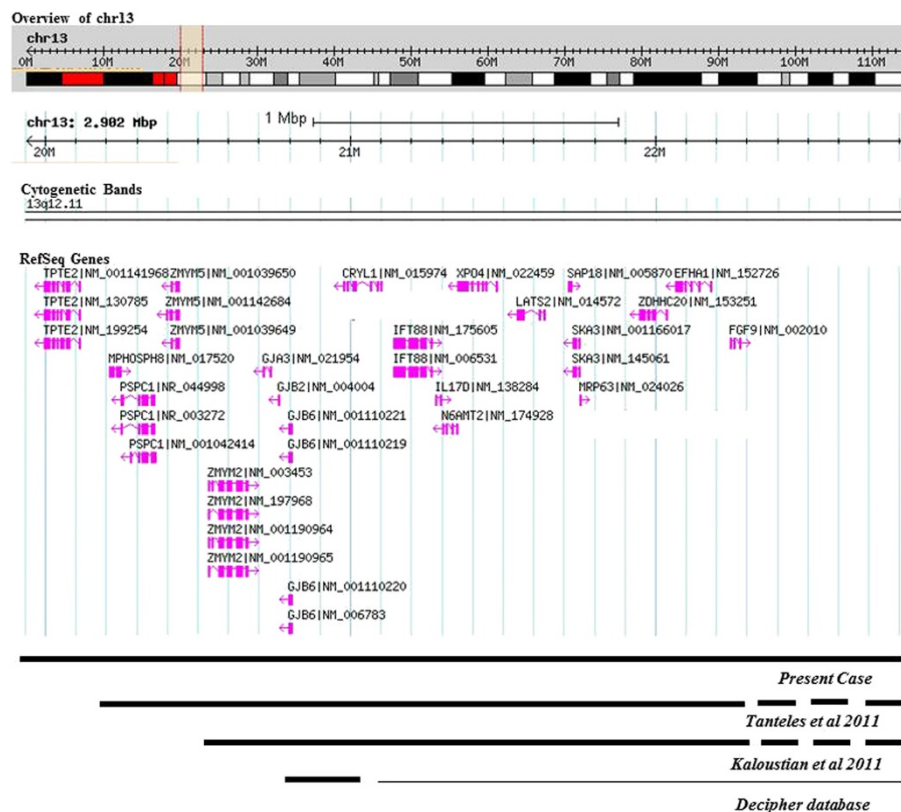 Overview of chr13
chr13
0M 10M 20M 30M 40M 50M 60M 70M 80M 90M 100M 110M
chr13: 2.902 Mbp 1 Mbp
20M 21M 22M
Cytogenetic Bands
13q12.11
RefSeq Genes
TPTE2|NM_001141968 ZMYM5|NM_001039650 CRYL1|NM_015974 XPO4|NM_022459 SAP18|NM_005870 EFHA1|NM_152726
TPTE2|NM_130785 ZMYM5|NM_001142684 LATS2|NM_014572 ZDHHC20|NM_153251
TPTE2|NM_199254 ZMYM5|NM_001039649 IFT88|NM_175605 SKA3|NM_001166017 FGF9|NM_002010
MPHOSPH8|NM_017520 GJA3|NM_021954 IFT88|NM_006531 SKA3|NM_145061
PSPC1|NR_044998 GJB2|NM_004004 IL17D|NM_138284 MRP63|NM_024026
PSPC1|NR_003272 GJB6|NM_001110221 N6AMT2|NM_174928
PSPC1|NM_001042414 GJB6|NM_001110219
ZMYM2|NM_003453
ZMYM2|NM_197968
ZMYM2|NM_001190964
ZMYM2|NM_001190965
GJB6|NM_001110220
GJB6|NM_006783
Present Case
Tanteles et al 2011
Kaloustian et al 2011
Decipher database